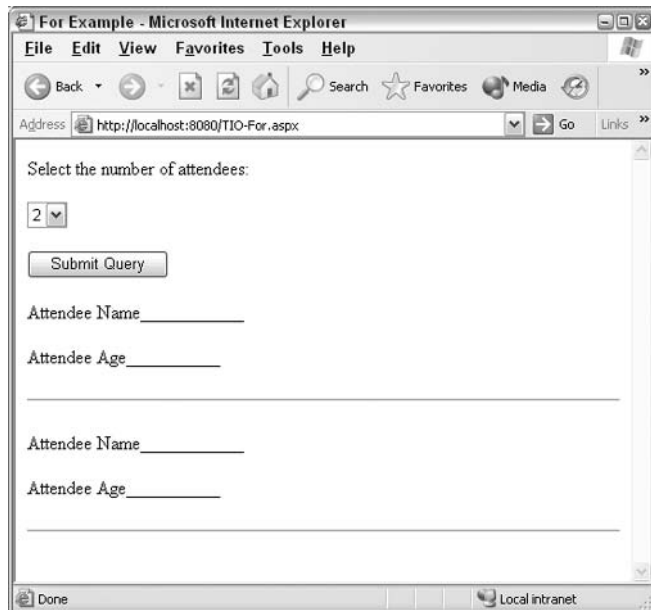 For Example - Microsoft Internet Explorer
File Edit View Favorites Tools Help
Back Search Favorites Media »
Address http://localhost:8080/TIO-For.aspx Go Links »
Select the number of attendees:
2
Submit Query
Attendee Name___________
Attendee Age__________
Attendee Name___________
Attendee Age__________
Done Local intranet